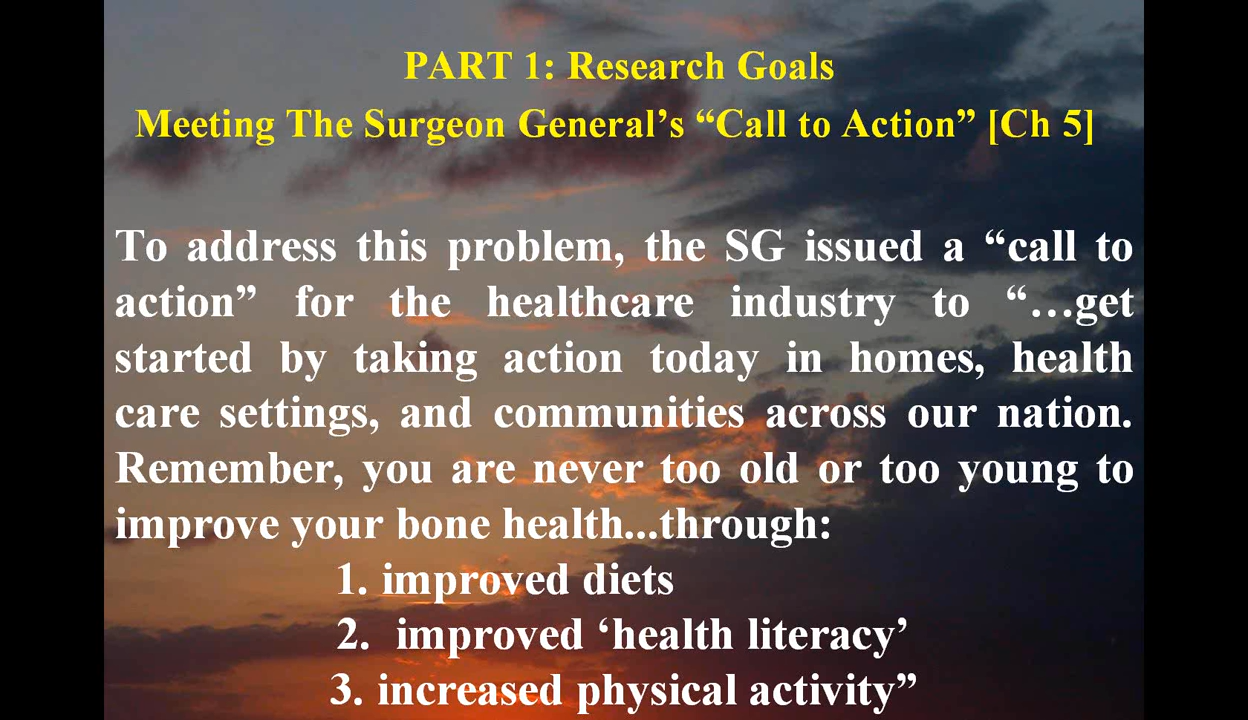 PART 1: Research Goals
Meeting The Surgeon General’s “Call to Action” [Ch 5]
To address this problem, the SG issued a “call to
action” for the healthcare industry to “…get
started by taking action today in homes, health
care settings, and communities across our nation.
Remember, you are never too old or too young to
improve your bone health...through:
1. improved diets
2. improved ‘health literacy’
3. increased physical activity”